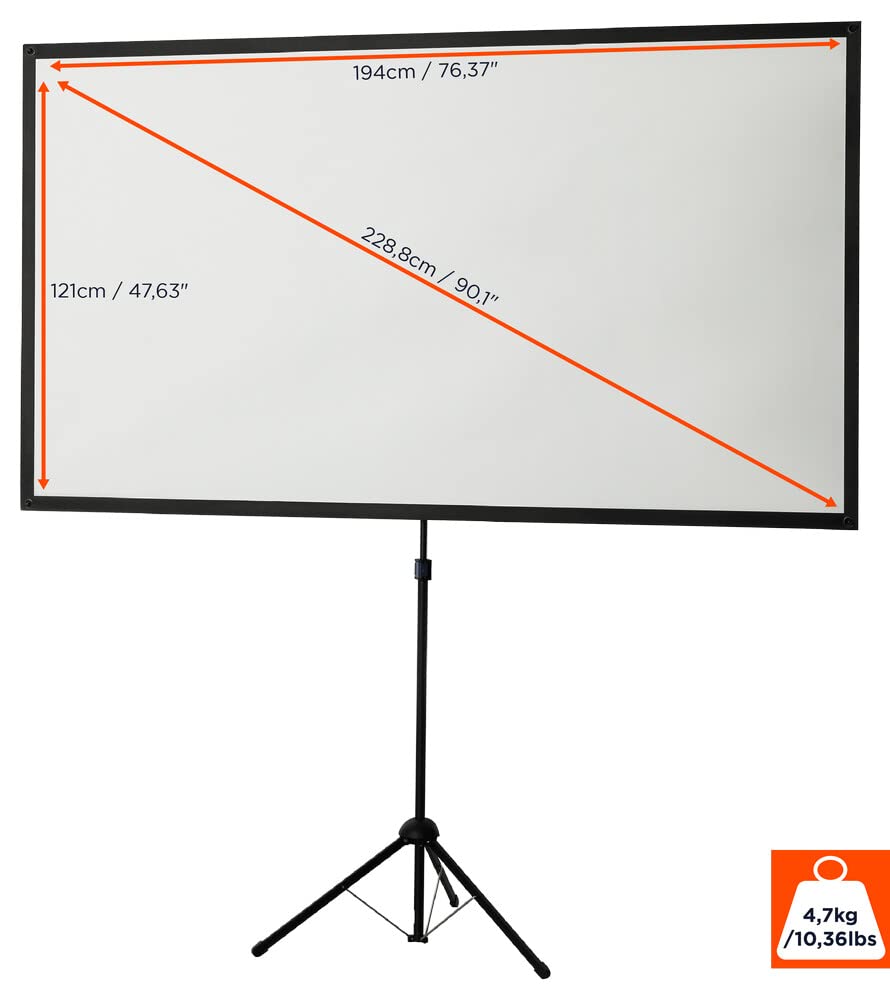 194cm / 76,37"
228,8cm / 90,1"
121cm / 47,63"
4,7kg
/10,36lbs